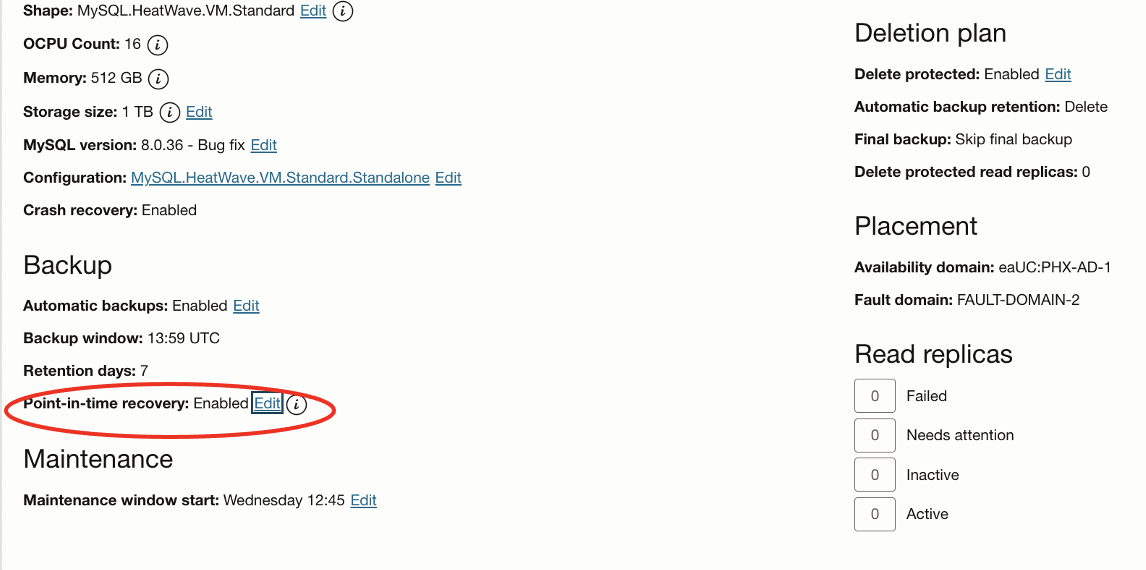 Shape: MySQL.HeatWave.VM.Standard Edit i
OCPU Count: 16 i
Memory: 512 GB i
Storage size: 1 TB i Edit
MySQL version: 8.0.36 - Bug fix Edit
Configuration: MySQL.HeatWave.VM.Standard.Standalone Edit
Crash recovery: Enabled
Backup
Automatic backups: Enabled Edit
Backup window: 13:59 UTC
Retention days: 7
Point-in-time recovery: Enabled Edit i
Maintenance
Maintenance window start: Wednesday 12:45 Edit
Deletion plan
Delete protected: Enabled Edit
Automatic backup retention: Delete
Final backup: Skip final backup
Delete protected read replicas: 0
Placement
Availability domain: eaUC:PHX-AD-1
Fault domain: FAULT-DOMAIN-2
Read replicas
0 Failed
0 Needs attention
0 Inactive
0 Active